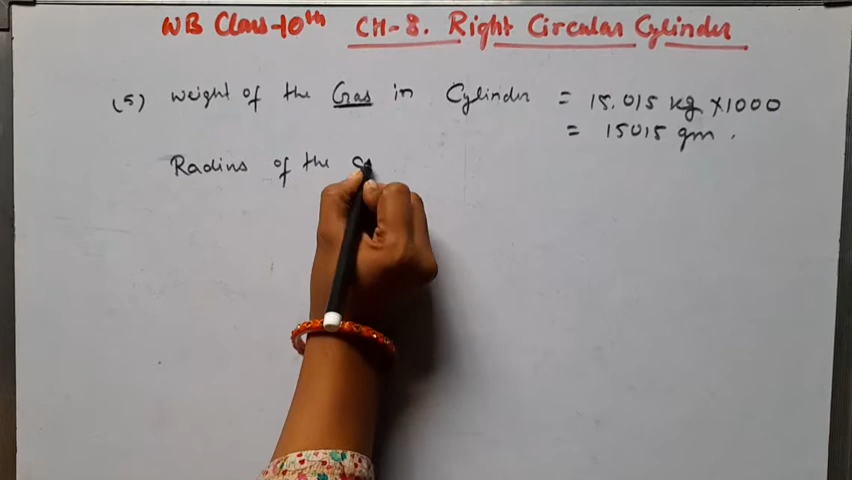 WB Class-10th CH-8. Right Circular Cylinder
(5) Weight of the Gas in Cylinder = 15.015 kg × 1000
= 15015 gm.
Radius of the